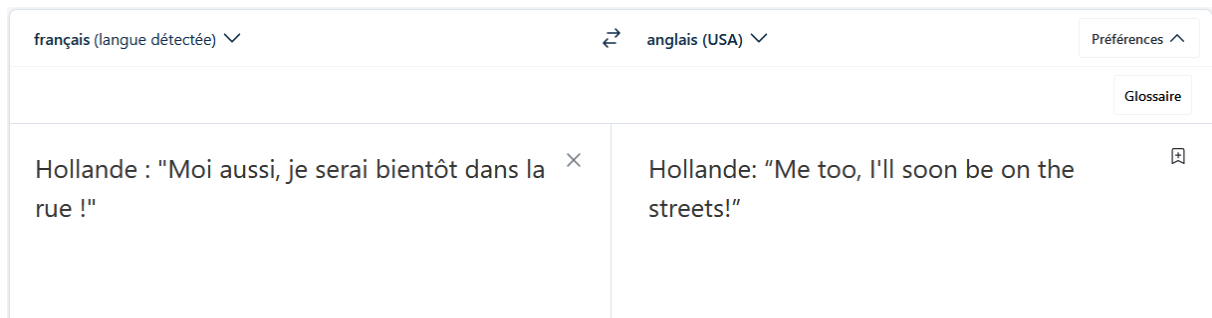 français (langue détectée)
anglais (USA)
Préférences
Glossaire
Hollande : "Moi aussi, je serai bientôt dans la
rue !"
Hollande: “Me too, I'll soon be on the
streets!”